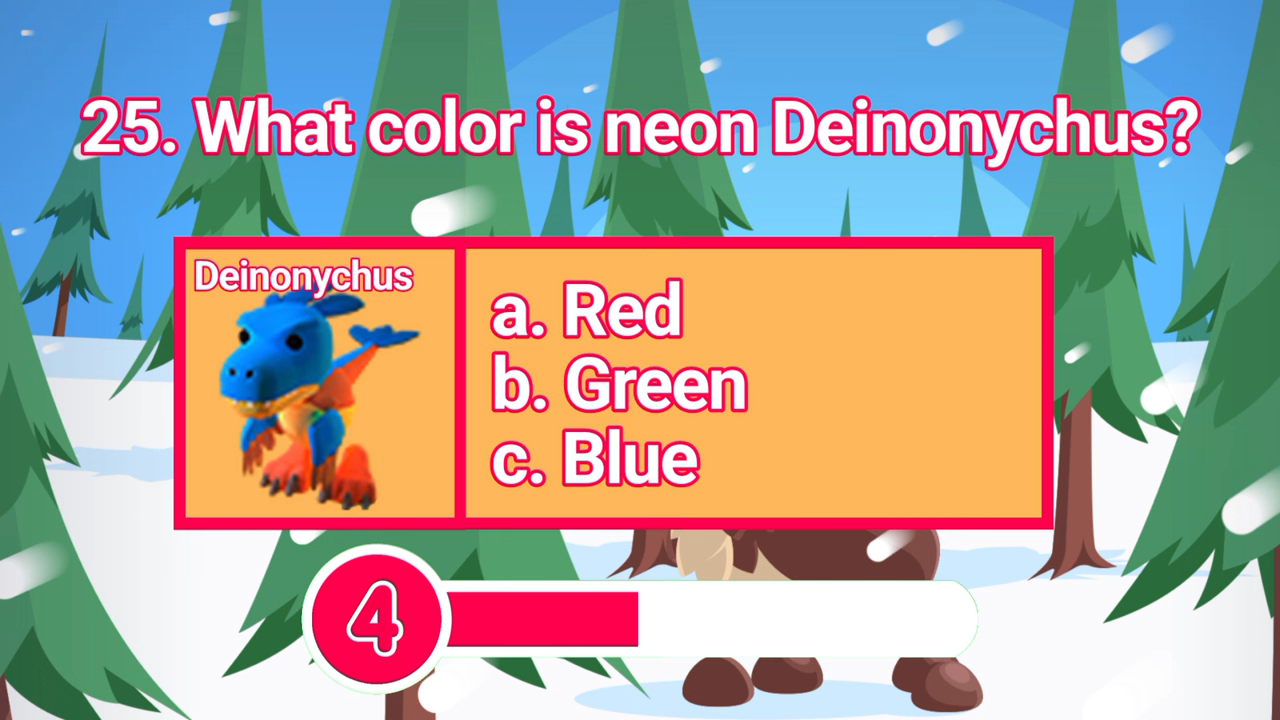 25. What color is neon Deinonychus?
Deinonychus
a. Red
b. Green
c. Blue
4